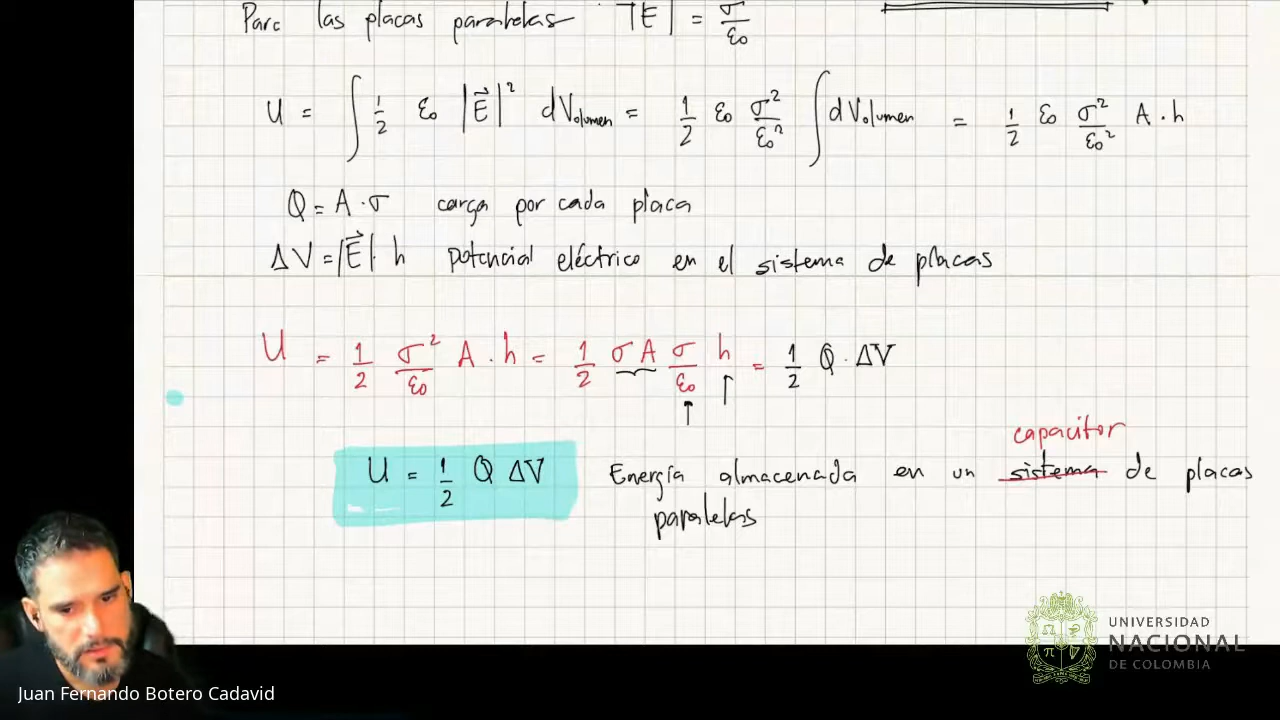 Para las placas paralelas |E| = σ/ε₀
U = ∫ 1/2 ε₀ |E⃗|² dVolumen = 1/2 ε₀ σ²/ε₀² ∫ dVolumen = 1/2 ε₀ σ²/ε₀² A · h
Q = A · σ carga por cada placa
ΔV = |E⃗| · h potencial eléctrico en el sistema de placas
U = 1/2 σ²/ε₀ A · h = 1/2 σ A σ/ε₀ h = 1/2 Q · ΔV
capacitor
U = 1/2 Q ΔV Energía almacenada en un sistema de placas
paralelas
UNIVERSIDAD
NACIONAL
DE COLOMBIA
Juan Fernando Botero Cadavid